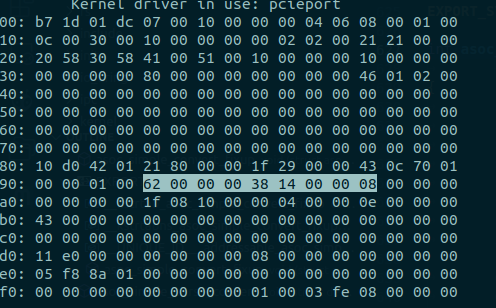 Kernel driver in use: pcieport
00: b7 1d 01 dc 07 00 10 00 00 00 04 06 08 00 01 00
10: 0c 00 30 00 10 00 00 00 00 02 02 00 21 21 00 00
20: 20 58 30 58 41 00 51 00 10 00 00 00 10 00 00 00
30: 00 00 00 00 80 00 00 00 00 00 00 00 46 01 02 00
40: 00 00 00 00 00 00 00 00 00 00 00 00 00 00 00 00
50: 00 00 00 00 00 00 00 00 00 00 00 00 00 00 00 00
60: 00 00 00 00 00 00 00 00 00 00 00 00 00 00 00 00
70: 00 00 00 00 00 00 00 00 00 00 00 00 00 00 00 00
80: 10 d0 42 01 21 80 00 00 1f 29 00 00 43 0c 70 01
90: 00 00 01 00 62 00 00 00 38 14 00 00 08 00 00 00
a0: 00 00 00 00 1f 08 10 00 00 04 00 00 0e 00 00 00
b0: 43 00 00 00 00 00 00 00 00 00 00 00 00 00 00 00
c0: 00 00 00 00 00 00 00 00 00 00 00 00 00 00 00 00
d0: 11 e0 00 00 00 00 00 00 00 08 00 00 00 00 00 00
e0: 05 f8 8a 01 00 00 00 00 00 00 00 00 00 00 00 00
f0: 00 00 00 00 00 00 00 00 01 00 03 fe 08 00 00 00